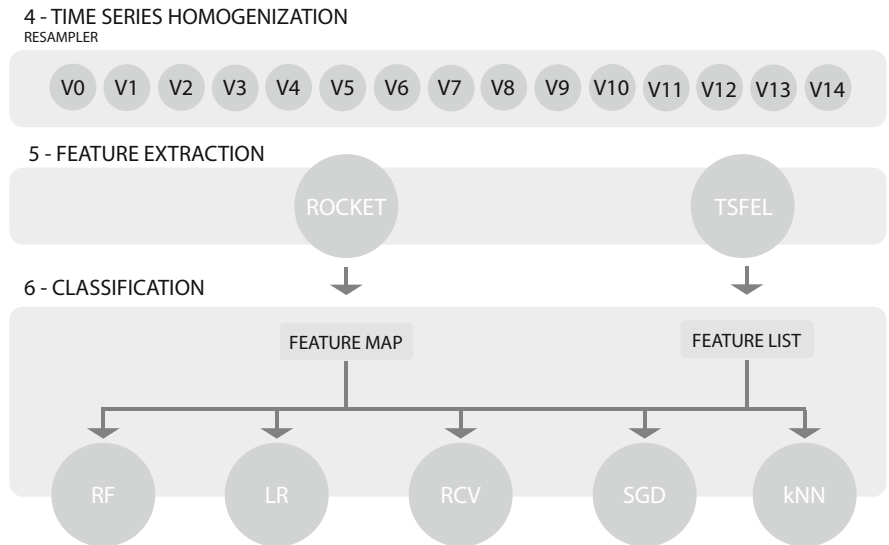 4 - TIME SERIES HOMOGENIZATION
RESAMPLER
V0 V1 V2 V3 V4 V5 V6 V7 V8 V9 V10 V11 V12 V13 V14
5 - FEATURE EXTRACTION
ROCKET TSFEL
6 - CLASSIFICATION
FEATURE MAP FEATURE LIST
RF LR RCV SGD kNN